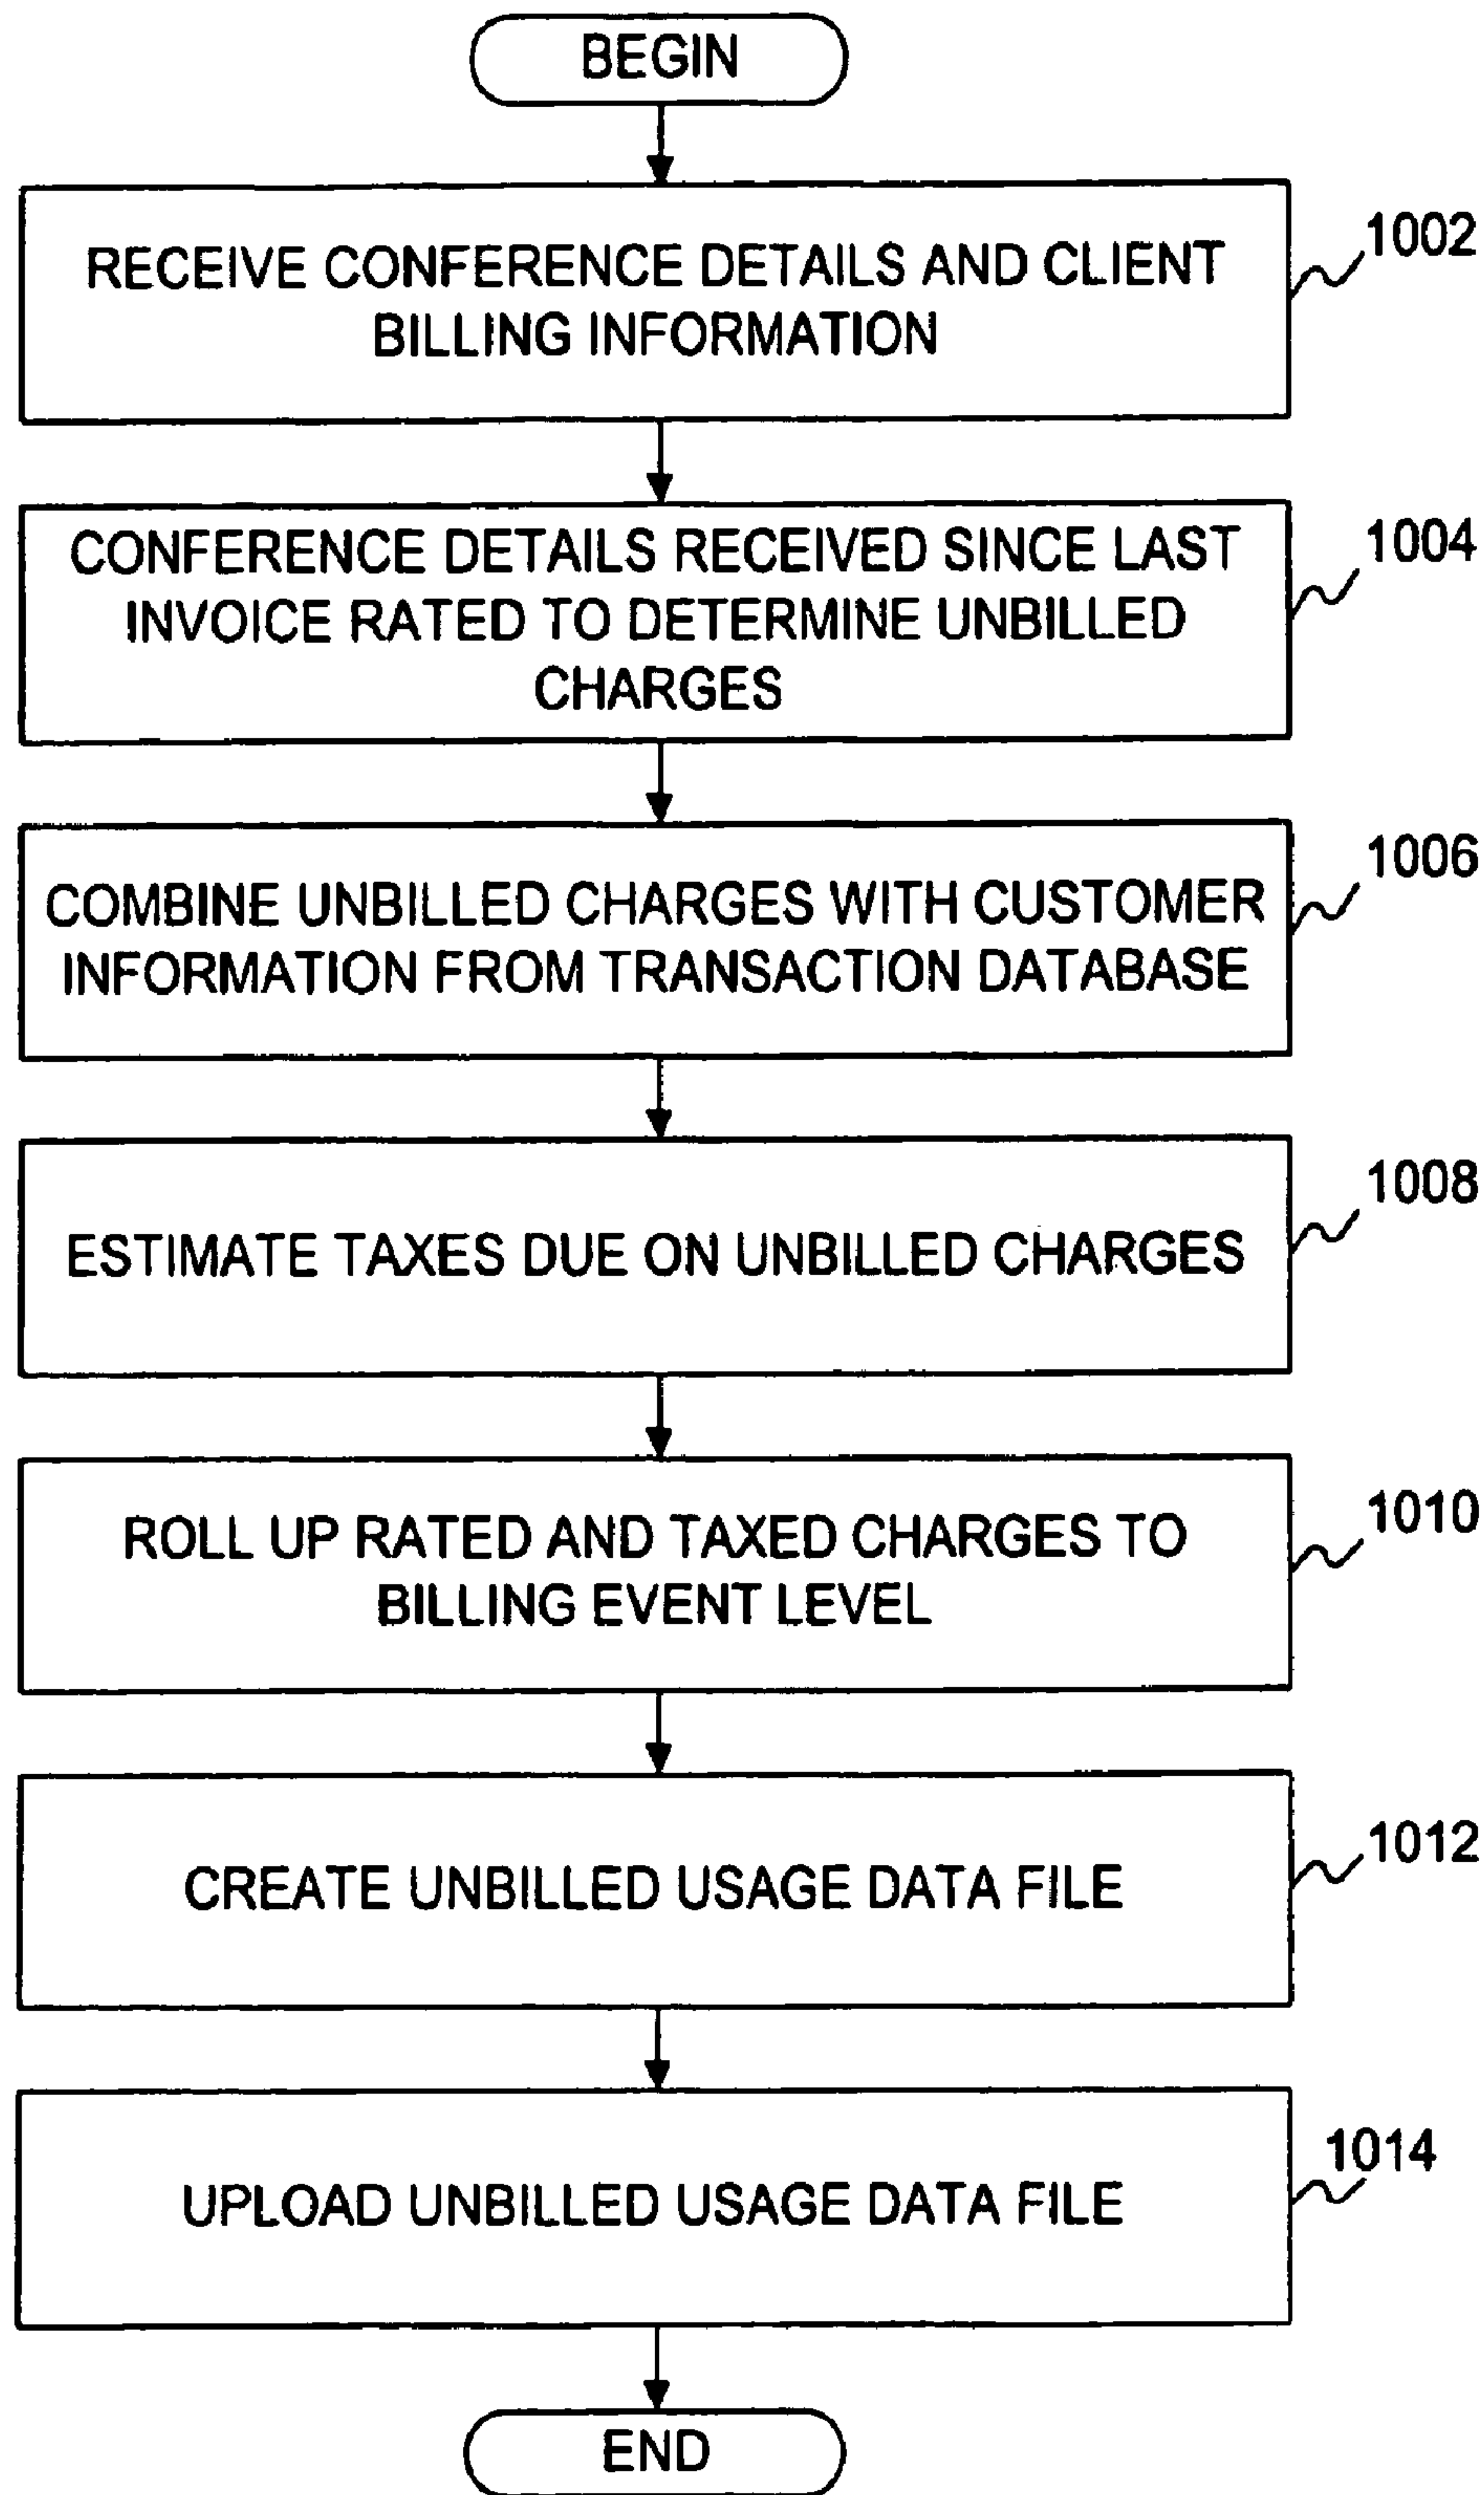 BEGIN
RECEIVE CONFERENCE DETAILS AND CLIENT
BILLING INFORMATION
1002
CONFERENCE DETAILS RECEIVED SINCE LAST
INVOICE RATED TO DETERMINE UNBILLED
CHARGES
1004
COMBINE UNBILLED CHARGES WITH CUSTOMER
INFORMATION FROM TRANSACTION DATABASE
1006
ESTIMATE TAXES DUE ON UNBILLED CHARGES
1008
ROLL UP RATED AND TAXED CHARGES TO
BILLING EVENT LEVEL
1010
CREATE UNBILLED USAGE DATA FILE
1012
UPLOAD UNBILLED USAGE DATA FILE
1014
END